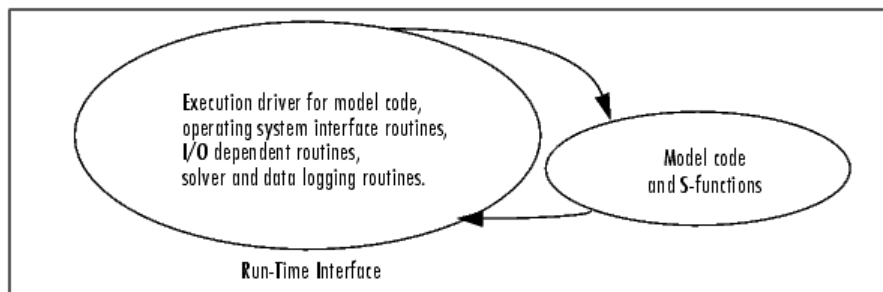 Execution driver for model code,
operating system interface routines,
I/O dependent routines,
solver and data logging routines.
Model code
and S-functions
Run-Time Interface